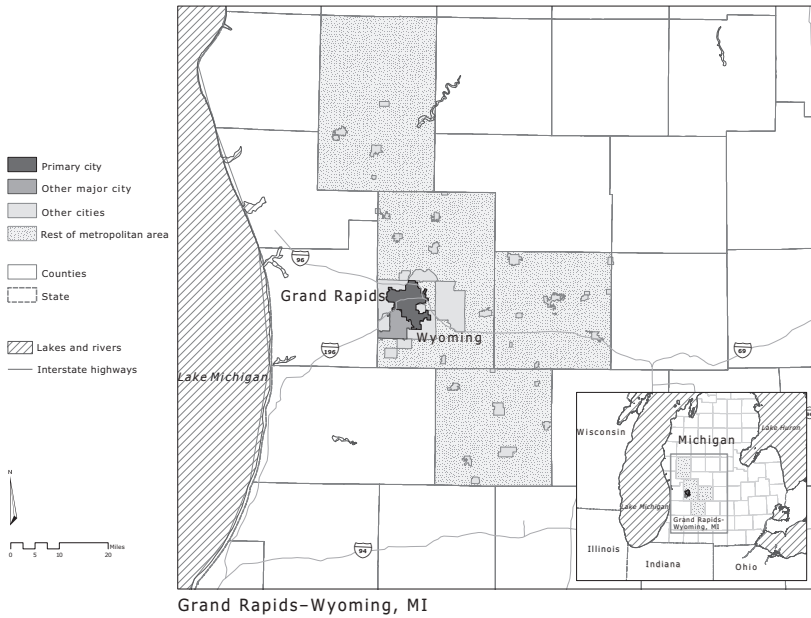 Primary city
Other major city
Other cities
Rest of metropolitan area
Counties
State
Lakes and rivers
Interstate highways
N
0 5 10 20
Miles
96
Grand Rapids
Wyoming
196
69
Lake Michigan
94
Wisconsin
Michigan
Lake Huron
Lake Michigan
Grand Rapids-
Wyoming, MI
Illinois
Indiana
Ohio
Grand Rapids–Wyoming, MI